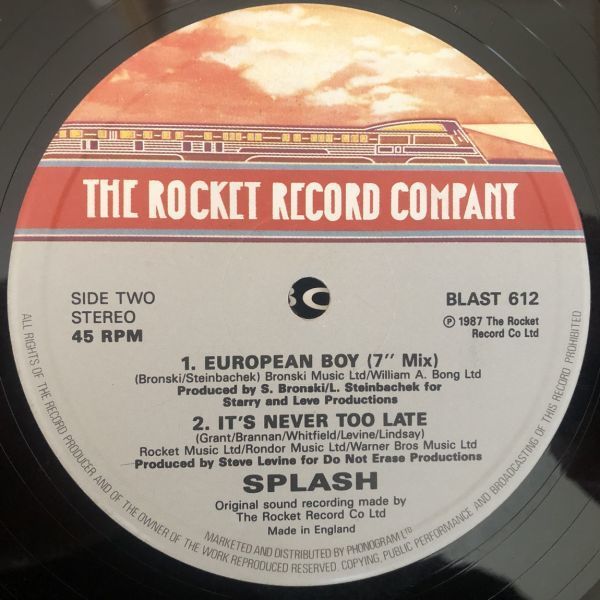 THE ROCKET RECORD COMPANY
SIDE TWO
STEREO
45 RPM
BLAST 612
Ⓟ 1987 The Rocket
Record Co Ltd
1. EUROPEAN BOY (7" Mix)
(Bronski/Steinbachek) Bronski Music Ltd/William A. Bong Ltd
Produced by S. Bronski/L. Steinbachek for
Starry and Leve Productions
2. IT'S NEVER TOO LATE
(Grant/Brannan/Whitfield/Levine/Lindsay)
Rocket Music Ltd/Rondor Music Ltd/Warner Bros Music Ltd
Produced by Steve Levine for Do Not Erase Productions
SPLASH
Original sound recording made by
The Rocket Record Co Ltd
Made in England
MARKETED AND DISTRIBUTED BY PHONOGRAM LTD
ALL RIGHTS OF THE RECORD PRODUCER AND OF THE OWNER OF THE WORK REPRODUCED RESERVED. COPYING, PUBLIC PERFORMANCE AND BROADCASTING OF THIS RECORD PROHIBITED